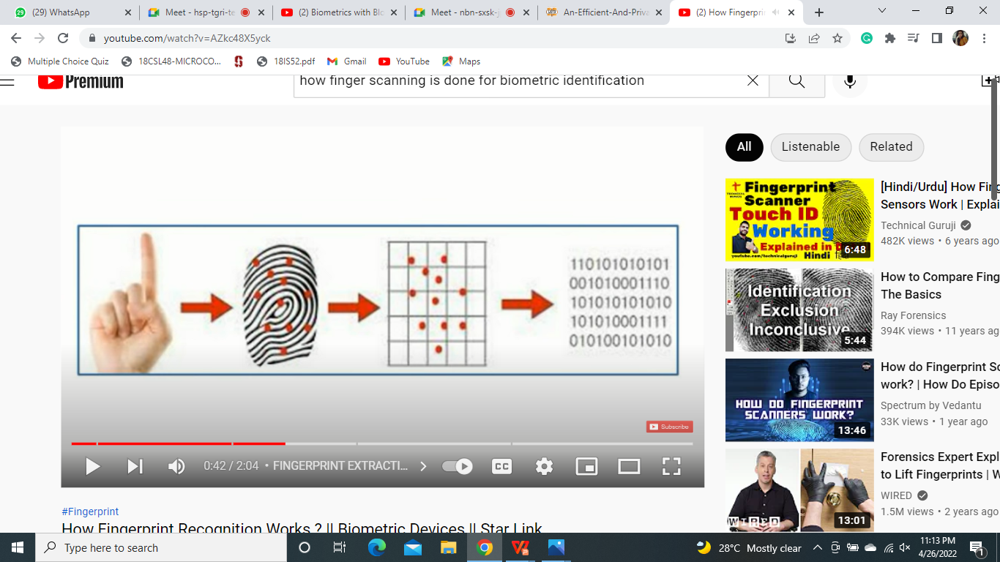 (29) WhatsApp
Meet - hsp-tgri-te
(2) Biometrics with Blo
Meet - nbn-sxsk-j
An-Efficient-And-Priva
(2) How Fingerpri
youtube.com/watch?v=AZkc48X5yck
Multiple Choice Quiz
18CSL48-MICROCO...
18IS52.pdf
Gmail
YouTube
Maps
Premium
how finger scanning is done for biometric identification
110101010101
001010001110
101010101010
101010001111
010100101010
Subscribe
0:42 / 2:04 • FINGERPRINT EXTRACTI...
CC
#Fingerprint
How Fingerprint Recognition Works ? || Biometric Devices || Star Link
All
Listenable
Related
Fingerprint
Scanner
Touch ID
Working
Explained in
Hindi
youtube.com/technicalguruji
6:48
[Hindi/Urdu] How Fing
Sensors Work | Explai
Technical Guruji
482K views • 6 years ago
Identification
Exclusion
Inconclusive
5:44
How to Compare Fing
The Basics
Ray Forensics
394K views • 11 years ag
HOW DO FINGERPRINT
SCANNERS WORK?
13:46
How do Fingerprint Sc
work? | How Do Episo
Spectrum by Vedantu
33K views • 1 year ago
WIRED
13:01
Forensics Expert Expl
to Lift Fingerprints | W
WIRED
1.5M views • 2 years ago
Type here to search
28°C Mostly clear
11:13 PM
4/26/2022
1